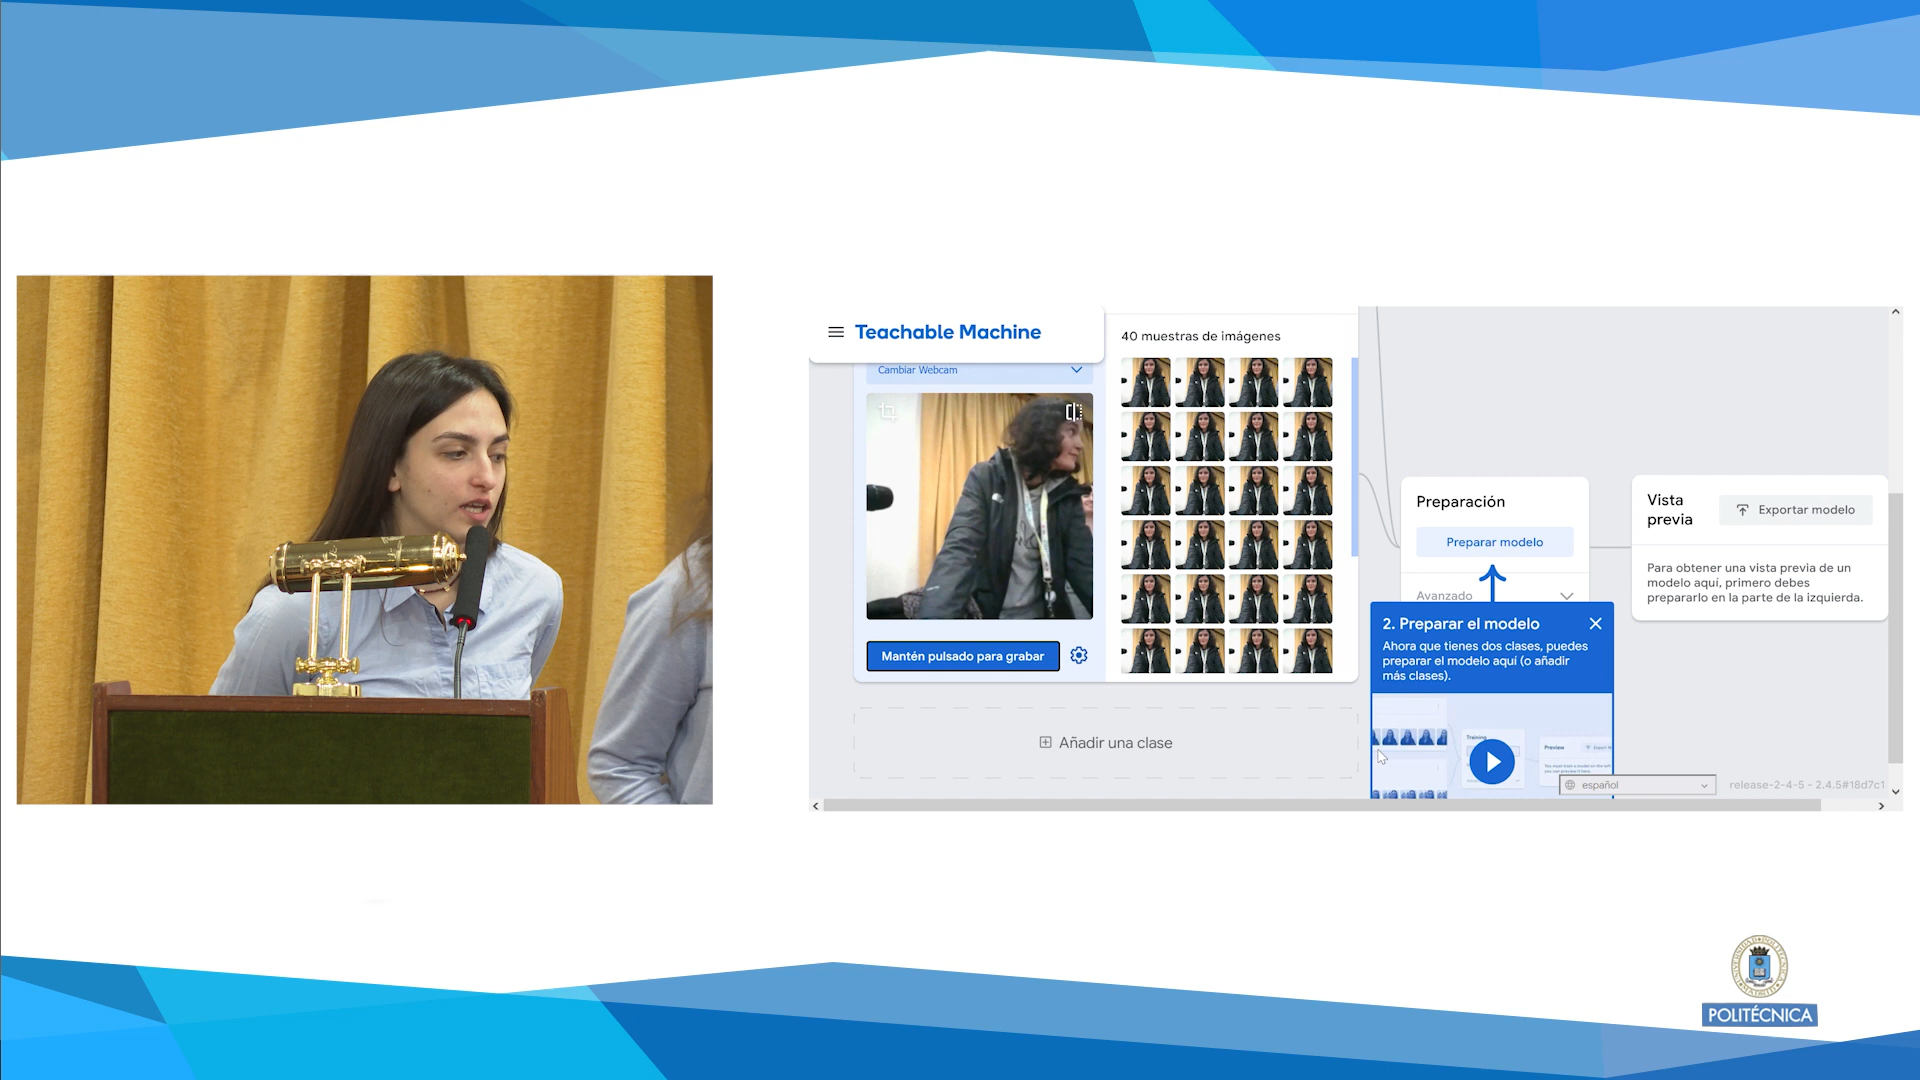 Teachable Machine
Cambiar Webcam
Mantén pulsado para grabar
40 muestras de imágenes
Añadir una clase
Preparación
Preparar modelo
Avanzado
2. Preparar el modelo
Ahora que tienes dos clases, puedes
preparar el modelo aquí (o añadir
más clases).
Training
Preview
Vista
previa
Exportar modelo
Para obtener una vista previa de un
modelo aquí, primero debes
prepararlo en la parte de la izquierda.
español
release-2-4-5 - 2.4.5#18d7c1
POLITÉCNICA